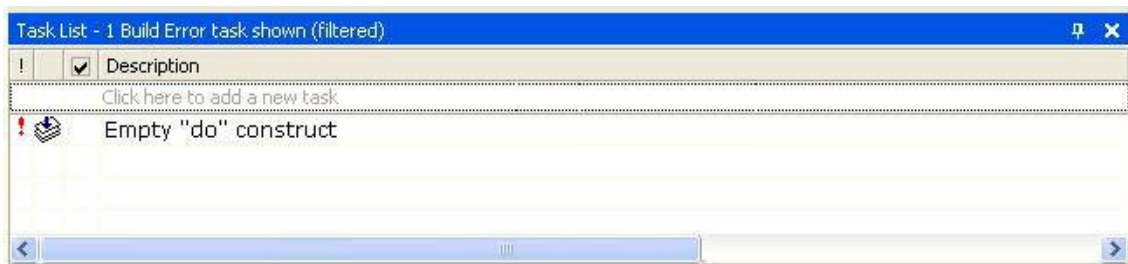 Task List - 1 Build Error task shown (filtered)
! Description
Click here to add a new task
! Empty "do" construct